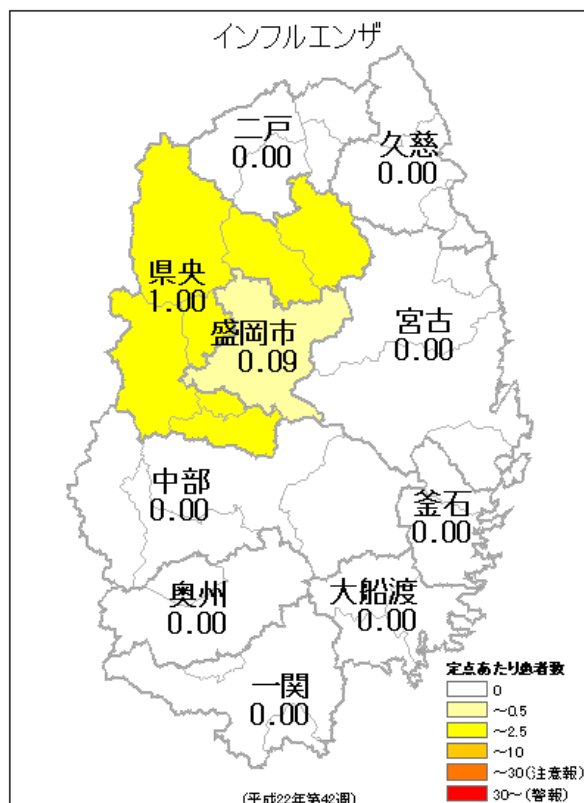 インフルエンザ
二戸
0.00
久慈
0.00
県央
1.00
盛岡市
0.09
宮古
0.00
中部
0.00
釜石
0.00
奥州
0.00
大船渡
0.00
一関
0.00
定点あたり患者数
0
～0.5
～2.5
～10
～30(注意報)
30～(警報)
(平成22年第42週)